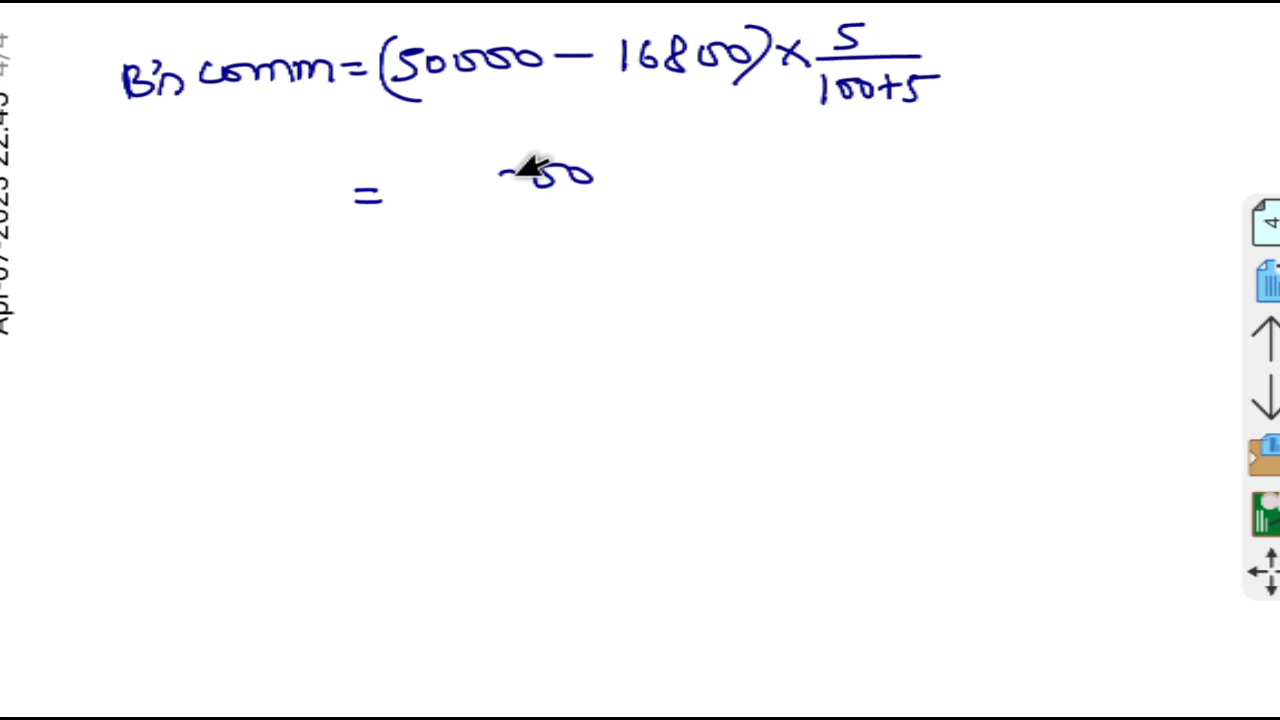 B's comm = (50000 − 16800) × 5/(100+5)
=